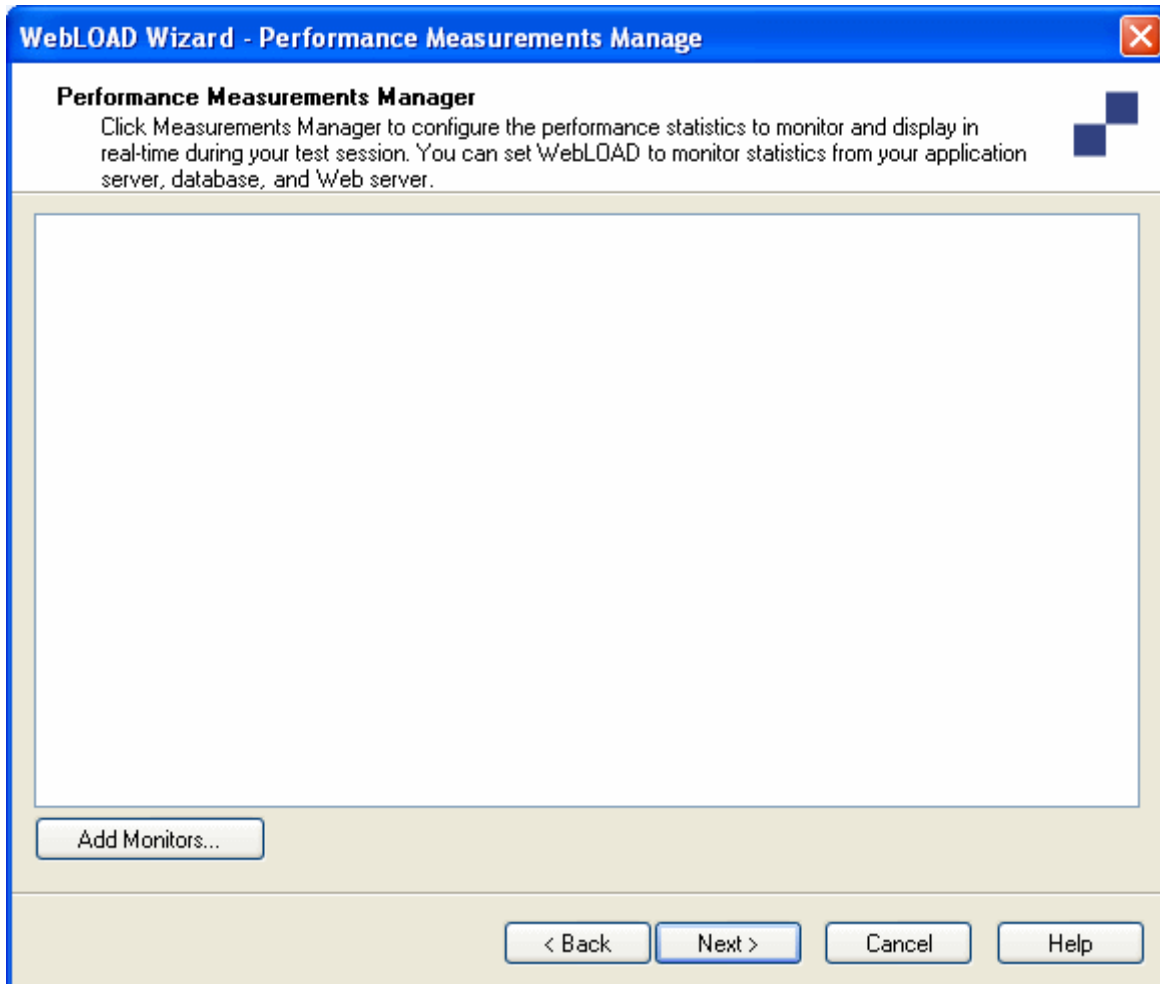 WebLOAD Wizard - Performance Measurements Manage
Performance Measurements Manager
Click Measurements Manager to configure the performance statistics to monitor and display in
real-time during your test session. You can set WebLOAD to monitor statistics from your application
server, database, and Web server.
Add Monitors...
< Back
Next >
Cancel
Help